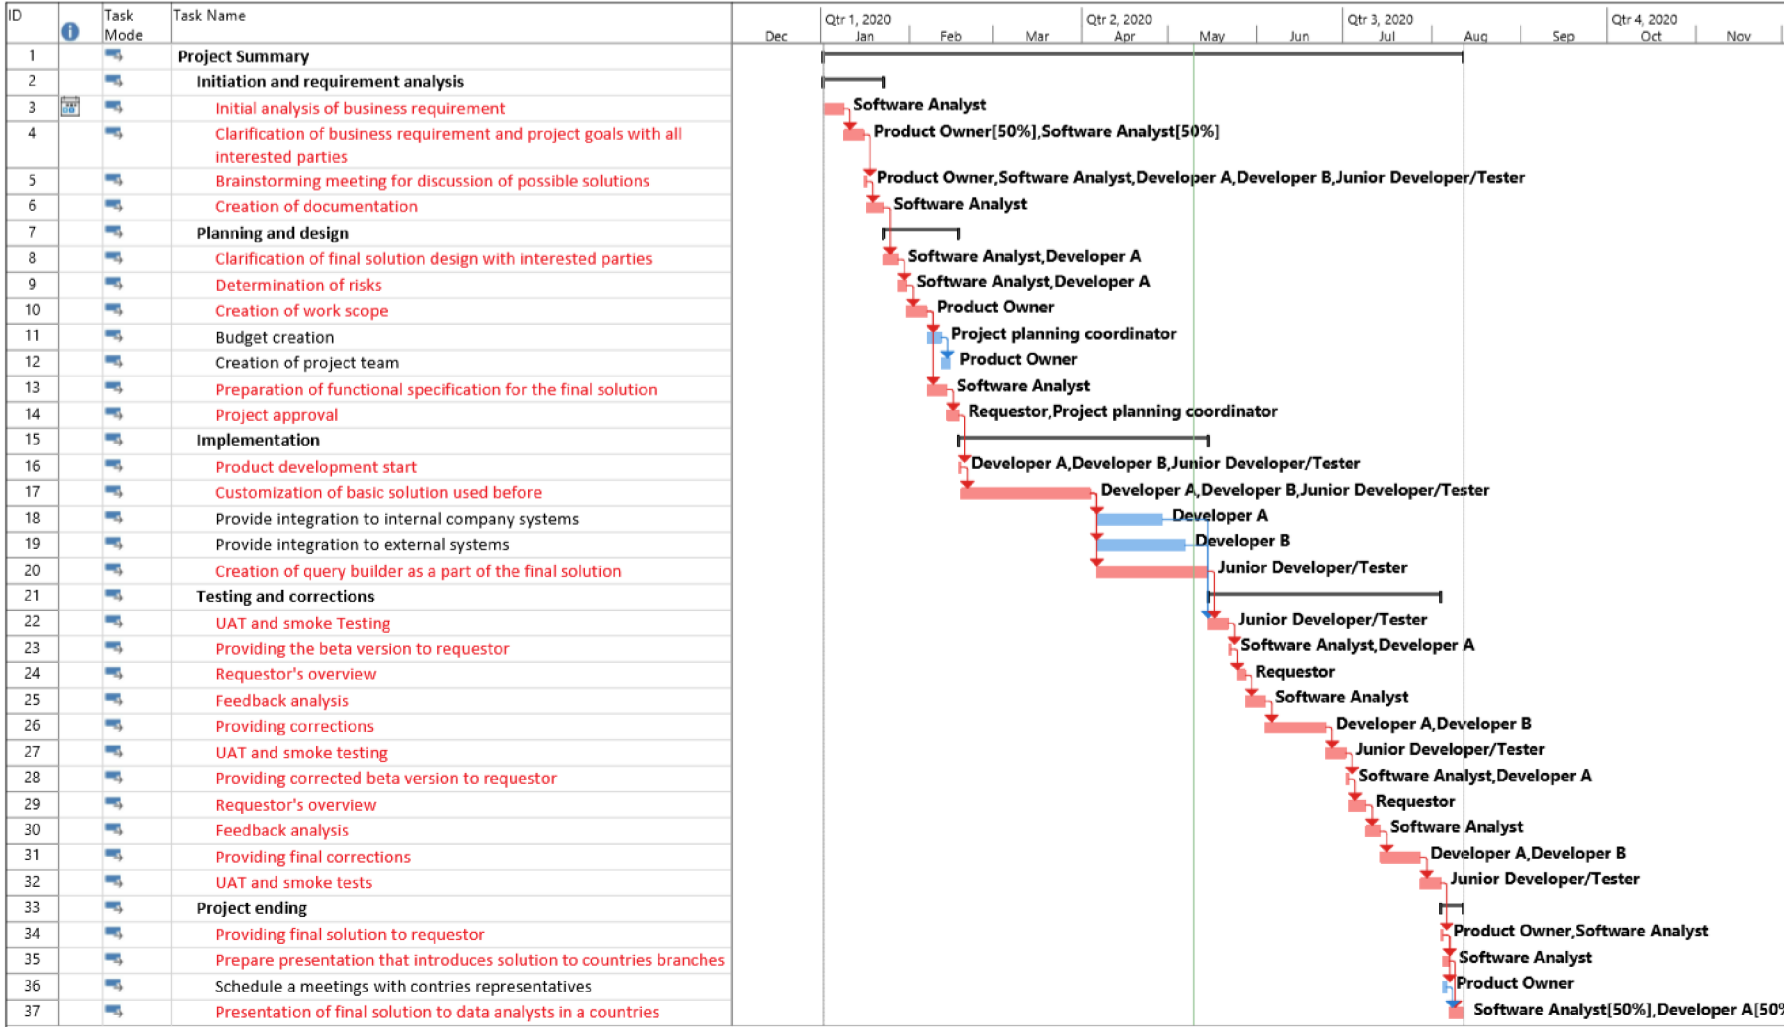 ID Task Mode Task Name
Qtr 1, 2020 Qtr 2, 2020 Qtr 3, 2020 Qtr 4, 2020
Dec Jan Feb Mar Apr May Jun Jul Aug Sep Oct Nov
1 Project Summary
2 Initiation and requirement analysis
3 Initial analysis of business requirement Software Analyst
4 Clarification of business requirement and project goals with all Product Owner[50%],Software Analyst[50%]
interested parties
5 Brainstorming meeting for discussion of possible solutions Product Owner,Software Analyst,Developer A,Developer B,Junior Developer/Tester
6 Creation of documentation Software Analyst
7 Planning and design
8 Clarification of final solution design with interested parties Software Analyst,Developer A
9 Determination of risks Software Analyst,Developer A
10 Creation of work scope Product Owner
11 Budget creation Project planning coordinator
12 Creation of project team Product Owner
13 Preparation of functional specification for the final solution Software Analyst
14 Project approval Requestor,Project planning coordinator
15 Implementation
16 Product development start Developer A,Developer B,Junior Developer/Tester
17 Customization of basic solution used before Developer A,Developer B,Junior Developer/Tester
18 Provide integration to internal company systems Developer A
19 Provide integration to external systems Developer B
20 Creation of query builder as a part of the final solution Junior Developer/Tester
21 Testing and corrections
22 UAT and smoke Testing Junior Developer/Tester
23 Providing the beta version to requestor Software Analyst,Developer A
24 Requestor's overview Requestor
25 Feedback analysis Software Analyst
26 Providing corrections Developer A,Developer B
27 UAT and smoke testing Junior Developer/Tester
28 Providing corrected beta version to requestor Software Analyst,Developer A
29 Requestor's overview Requestor
30 Feedback analysis Software Analyst
31 Providing final corrections Developer A,Developer B
32 UAT and smoke tests Junior Developer/Tester
33 Project ending
34 Providing final solution to requestor Product Owner,Software Analyst
35 Prepare presentation that introduces solution to countries branches Software Analyst
36 Schedule a meetings with contries representatives Product Owner
37 Presentation of final solution to data analysts in a countries Software Analyst[50%],Developer A[50%